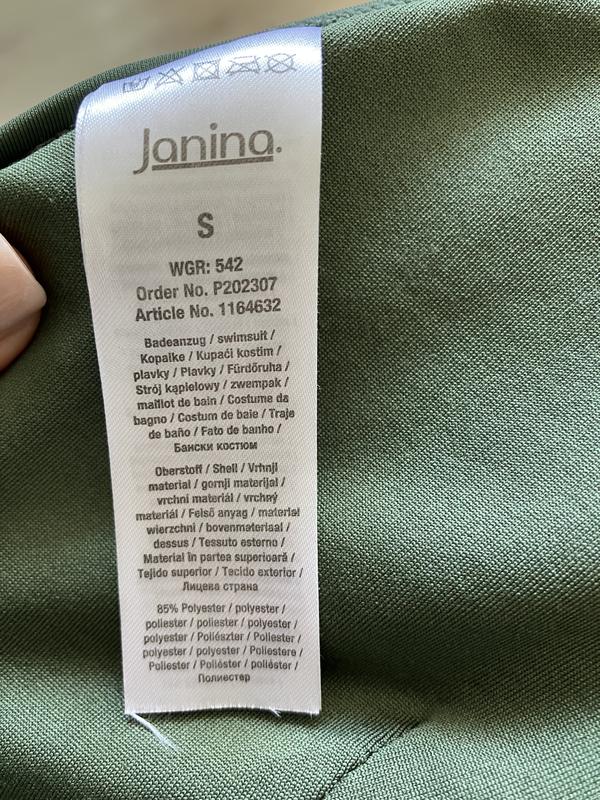 Janina.
S
WGR: 542
Order No. P202307
Article No. 1164632
Badeanzug / swimsuit /
Kopalke / Kupaći kostim /
plavky / Plavky / Fürdőruha /
Strój kąpielowy / zwempak /
maillot de bain / Costume da
bagno / Costum de baie / Traje
de baño / Fato de banho /
Бански костюм
Oberstoff / Shell / Vrhnji
material / gornji materijal /
vrchní materiál / vrchný
materiál / Felső anyag / materiał
wierzchni / bovenmateriaal /
dessus / Tessuto esterno /
Material în partea superioară /
Tejido superior / Tecido exterior /
Лицева страна
85% Polyester / polyester /
poliester / poliester / polyester /
polyester / Poliészter / Poliester /
polyester / polyester / Poliestere /
Poliester / Poliéster / poliéster /
Полиестер